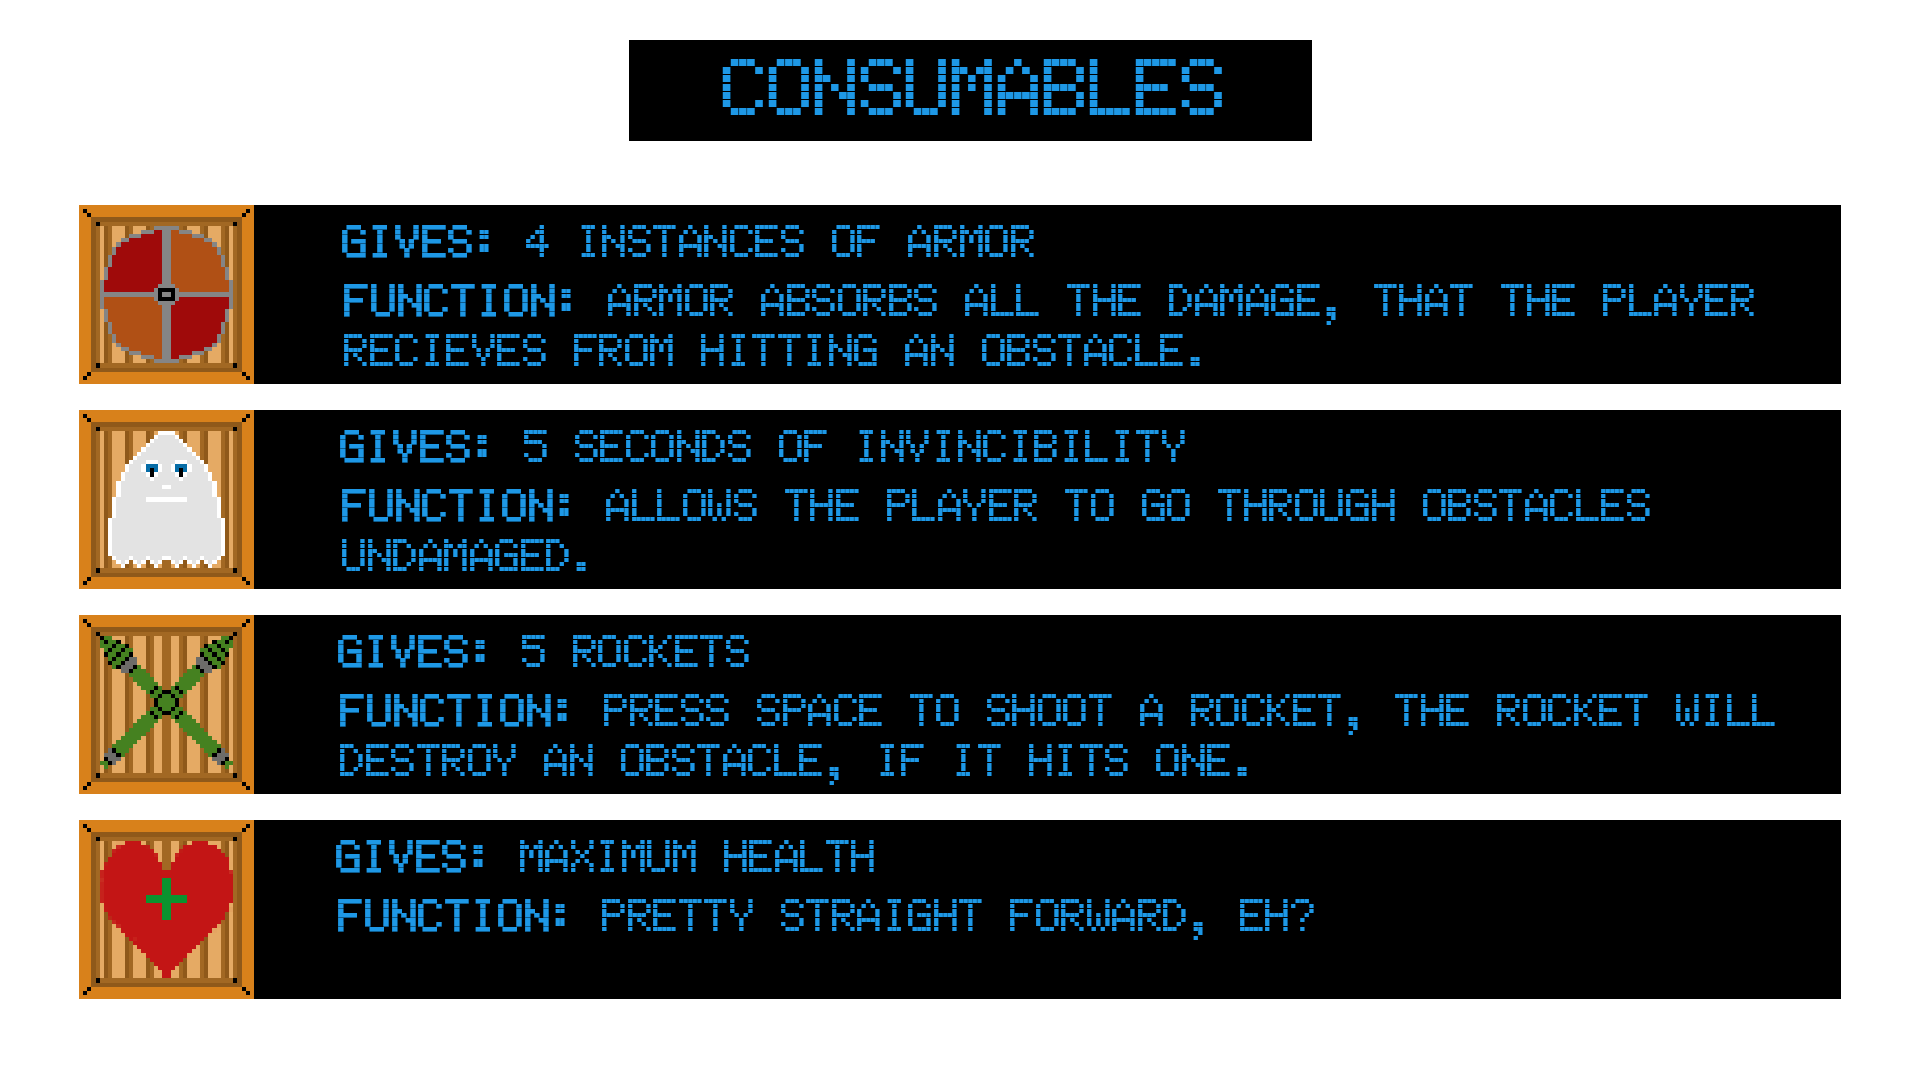 CONSUMABLES
GIVES: 4 INSTANCES OF ARMOR
FUNCTION: ARMOR ABSORBS ALL THE DAMAGE, THAT THE PLAYER
RECIEVES FROM HITTING AN OBSTACLE.
GIVES: 5 SECONDS OF INVINCIBILITY
FUNCTION: ALLOWS THE PLAYER TO GO THROUGH OBSTACLES
UNDAMAGED.
GIVES: 5 ROCKETS
FUNCTION: PRESS SPACE TO SHOOT A ROCKET, THE ROCKET WILL
DESTROY AN OBSTACLE, IF IT HITS ONE.
GIVES: MAXIMUM HEALTH
FUNCTION: PRETTY STRAIGHT FORWARD, EH?